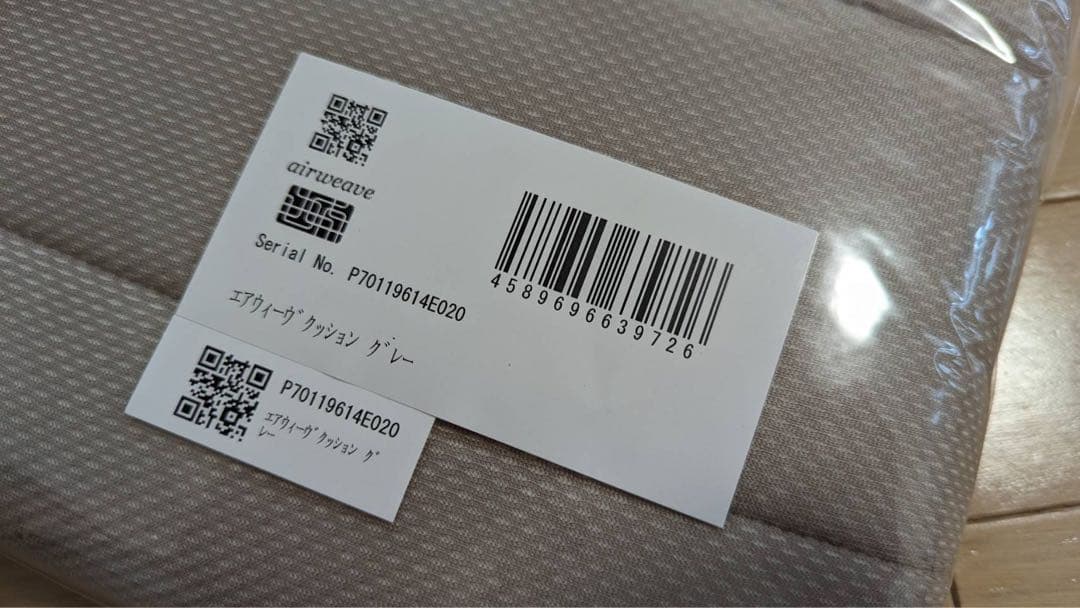 airweave
Serial No. P70119614E020
エアウィーヴクッション グレー
4589696639726
P70119614E020
エアウィーヴクッション グ
レー